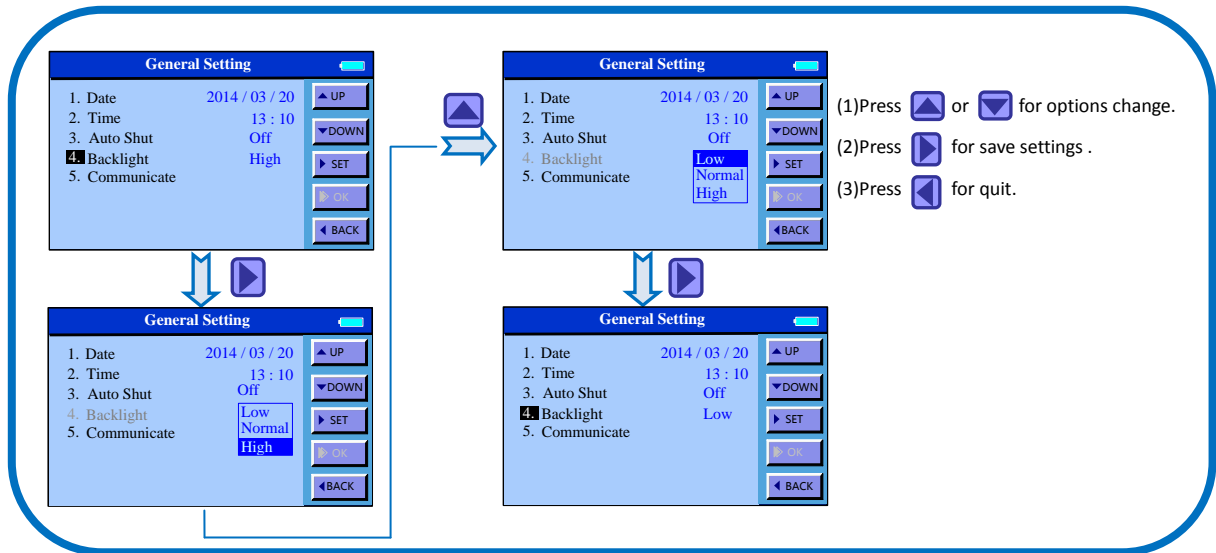 General Setting
1. Date 2014 / 03 / 20
2. Time 13 : 10
3. Auto Shut Off
4. Backlight High
5. Communicate
UP
DOWN
SET
OK
BACK
General Setting
1. Date 2014 / 03 / 20
2. Time 13 : 10
3. Auto Shut Off
4. Backlight Low
Normal
High
5. Communicate
UP
DOWN
SET
OK
BACK
(1)Press or for options change.
(2)Press for save settings .
(3)Press for quit.
General Setting
1. Date 2014 / 03 / 20
2. Time 13 : 10
3. Auto Shut Off
4. Backlight Low
Normal
High
5. Communicate
UP
DOWN
SET
OK
BACK
General Setting
1. Date 2014 / 03 / 20
2. Time 13 : 10
3. Auto Shut Off
4. Backlight Low
5. Communicate
UP
DOWN
SET
OK
BACK